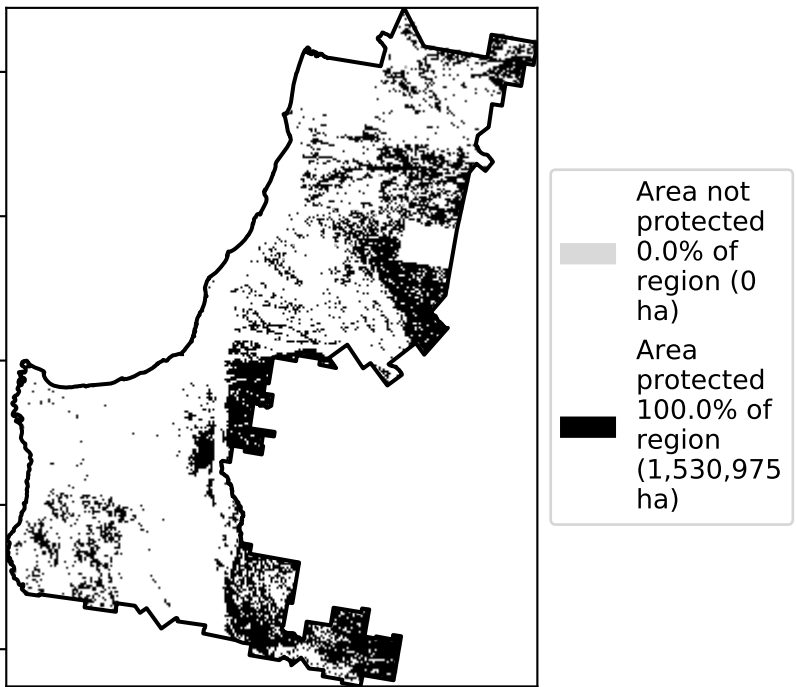 Area not
protected
0.0% of
region (0
ha)
Area
protected
100.0% of
region
(1,530,975
ha)